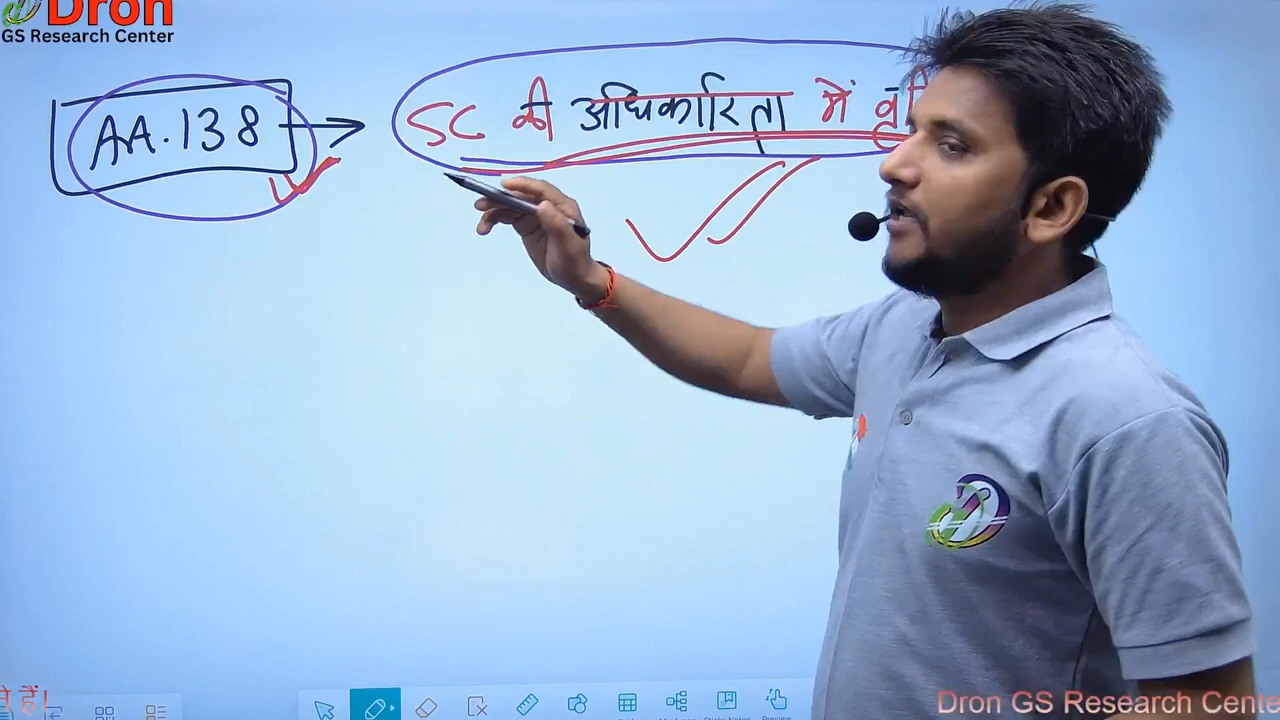 Dron
GS Research Center
AA.138 → SC की अधिकारिता में
हैं।
Dron GS Research Cente